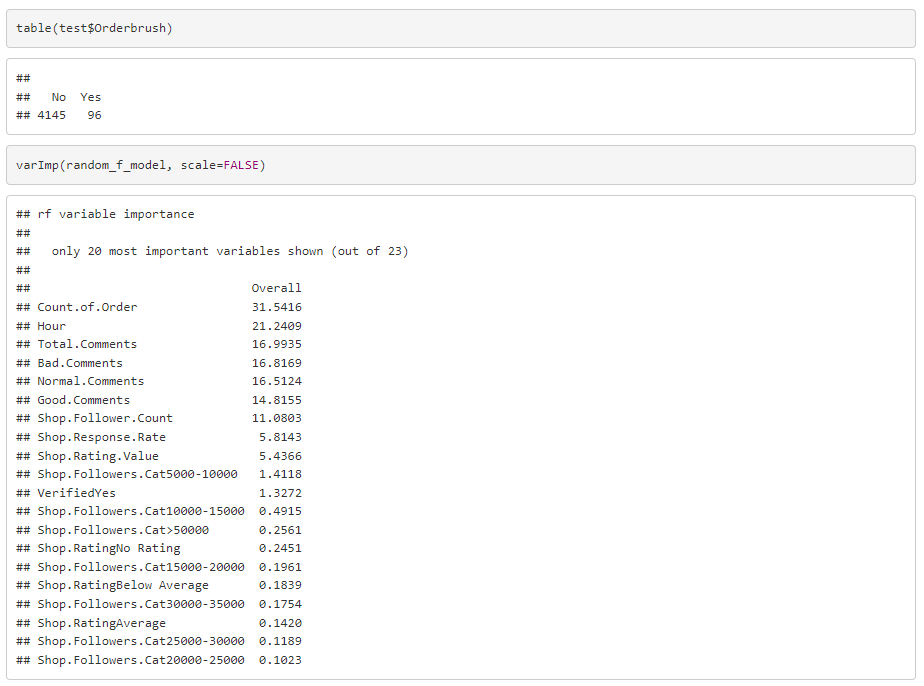 table(test$Orderbrush)
##
##   No  Yes
## 4145   96
varImp(random_f_model, scale=FALSE)
## rf variable importance
##
##   only 20 most important variables shown (out of 23)
##
##                              Overall
## Count.of.Order               31.5416
## Hour                         21.2409
## Total.Comments               16.9935
## Bad.Comments                 16.8169
## Normal.Comments              16.5124
## Good.Comments                14.8155
## Shop.Follower.Count          11.0803
## Shop.Response.Rate            5.8143
## Shop.Rating.Value             5.4366
## Shop.Followers.Cat5000-10000  1.4118
## VerifiedYes                   1.3272
## Shop.Followers.Cat10000-15000  0.4915
## Shop.Followers.Cat>50000      0.2561
## Shop.RatingNo Rating          0.2451
## Shop.Followers.Cat15000-20000  0.1961
## Shop.RatingBelow Average      0.1839
## Shop.Followers.Cat30000-35000  0.1754
## Shop.RatingAverage            0.1420
## Shop.Followers.Cat25000-30000  0.1189
## Shop.Followers.Cat20000-25000  0.1023